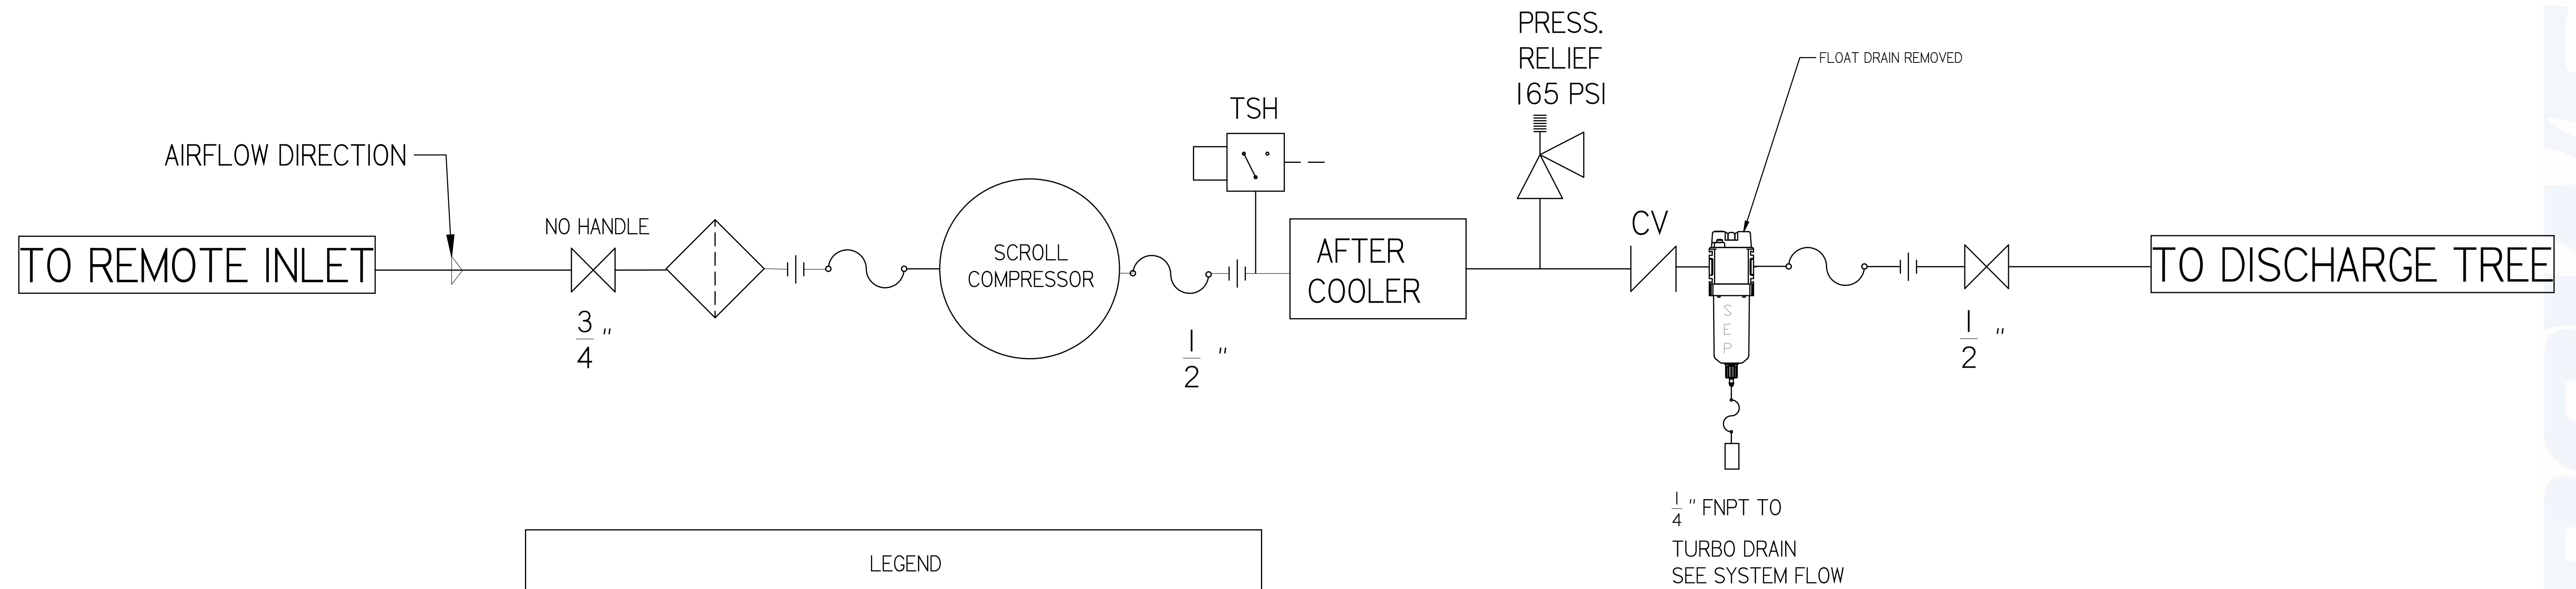 PRESS.
RELIEF
165 PSI
FLOAT DRAIN REMOVED
TSH
AIRFLOW DIRECTION
NO HANDLE
CV
TO REMOTE INLET
SCROLL
COMPRESSOR
AFTER
COOLER
TO DISCHARGE TREE
S
E
P
3/4 "
1/2 "
1/2 "
1/4 " FNPT TO
TURBO DRAIN
SEE SYSTEM FLOW
LEGEND